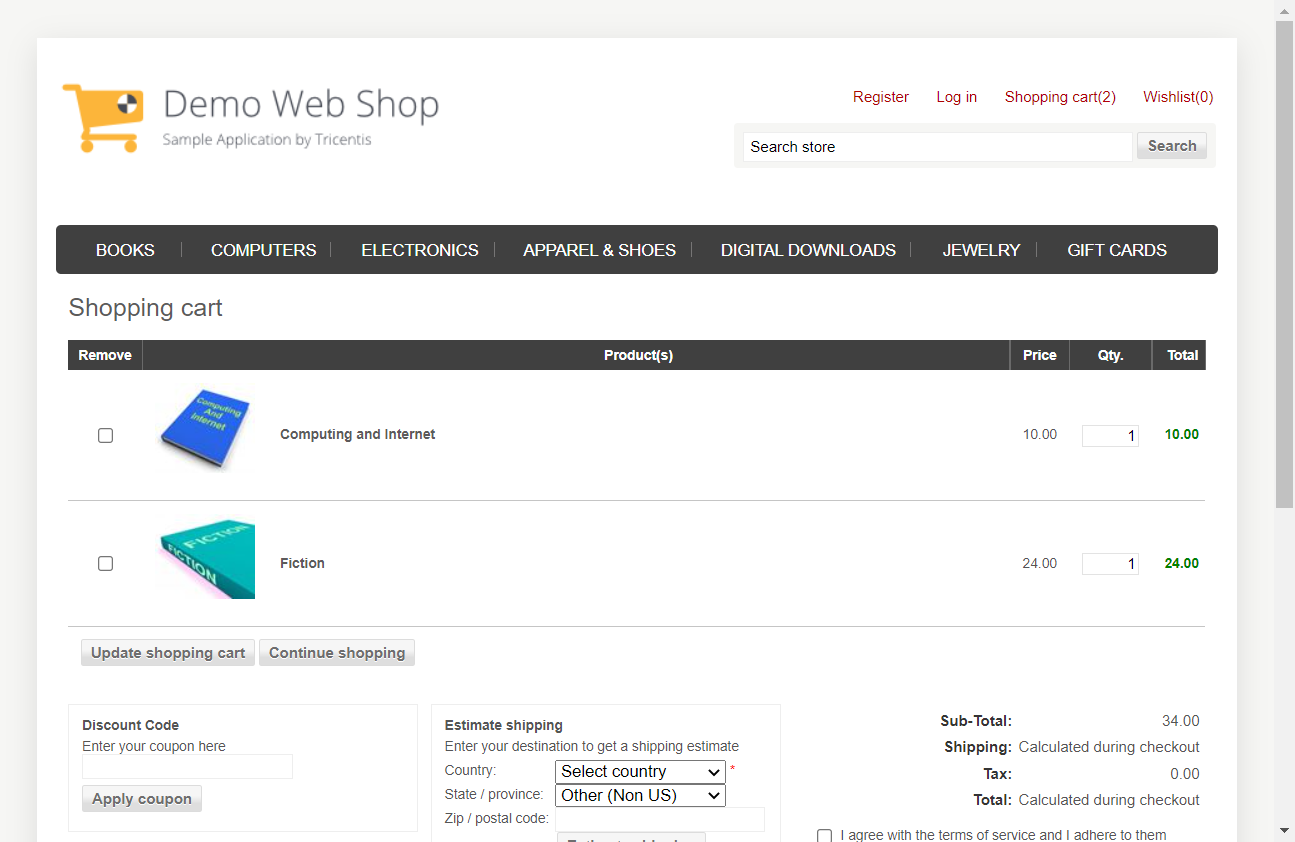 Demo Web Shop
Sample Application by Tricentis
Register Log in Shopping cart(2) Wishlist(0)
Search store Search
BOOKS COMPUTERS ELECTRONICS APPAREL & SHOES DIGITAL DOWNLOADS JEWELRY GIFT CARDS
Shopping cart
Remove Product(s) Price Qty. Total
Computing
And
Internet
Computing and Internet 10.00 1 10.00
FICTION
FICTION
Fiction 24.00 1 24.00
Update shopping cart Continue shopping
Discount Code
Enter your coupon here
Apply coupon
Estimate shipping
Enter your destination to get a shipping estimate
Country: Select country *
State / province: Other (Non US)
Zip / postal code:
Sub-Total: 34.00
Shipping: Calculated during checkout
Tax: 0.00
Total: Calculated during checkout
I agree with the terms of service and I adhere to them